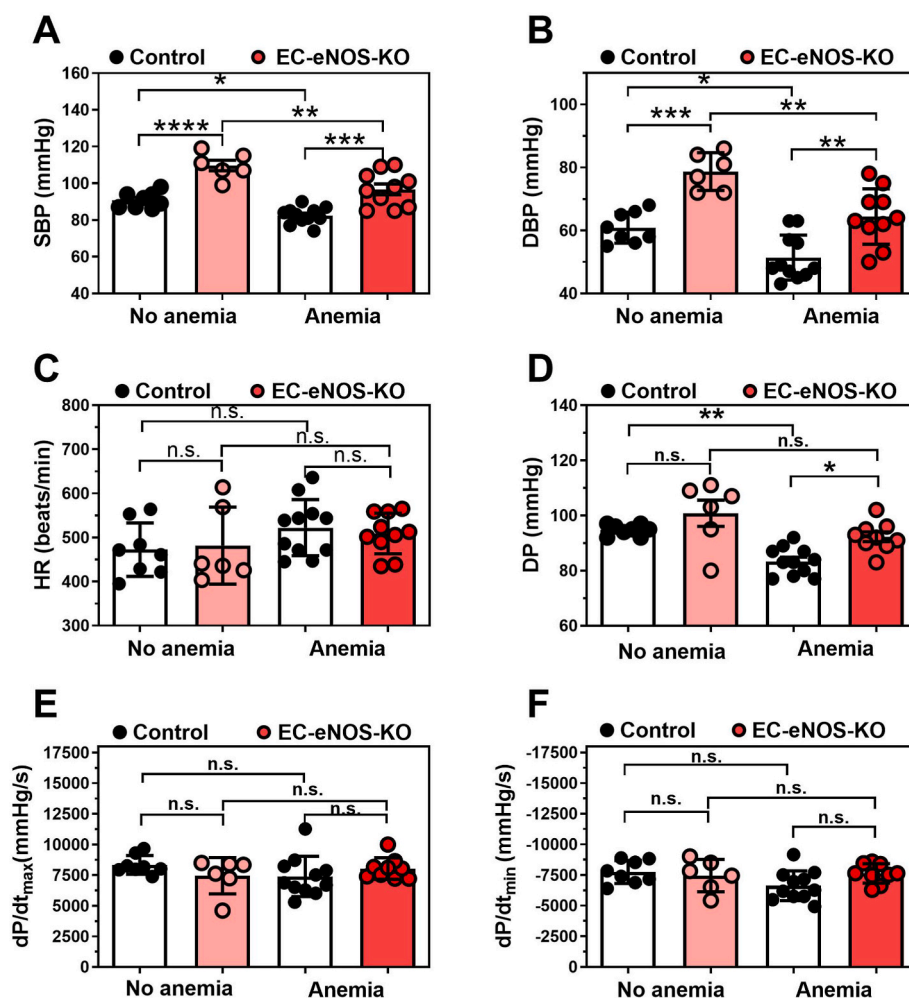 A
Control EC-eNOS-KO
SBP (mmHg)
160
140
120
100
80
60
40
*
**
****
***
No anemia Anemia
B
Control EC-eNOS-KO
DBP (mmHg)
100
80
60
40
*
***
**
**
No anemia Anemia
C
Control EC-eNOS-KO
HR (beats/min)
800
700
600
500
400
300
n.s.
n.s.
n.s.
n.s.
No anemia Anemia
D
Control EC-eNOS-KO
DP (mmHg)
140
120
100
80
60
**
n.s.
n.s.
*
No anemia Anemia
E
Control EC-eNOS-KO
dP/dtmax(mmHg/s)
17500
15000
12500
10000
7500
5000
2500
0
n.s.
n.s.
n.s.
n.s.
No anemia Anemia
F
Control EC-eNOS-KO
dP/dtmin (mmHg/s)
-17500
-15000
-12500
-10000
-7500
-5000
-2500
0
n.s.
n.s.
n.s.
n.s.
No anemia Anemia